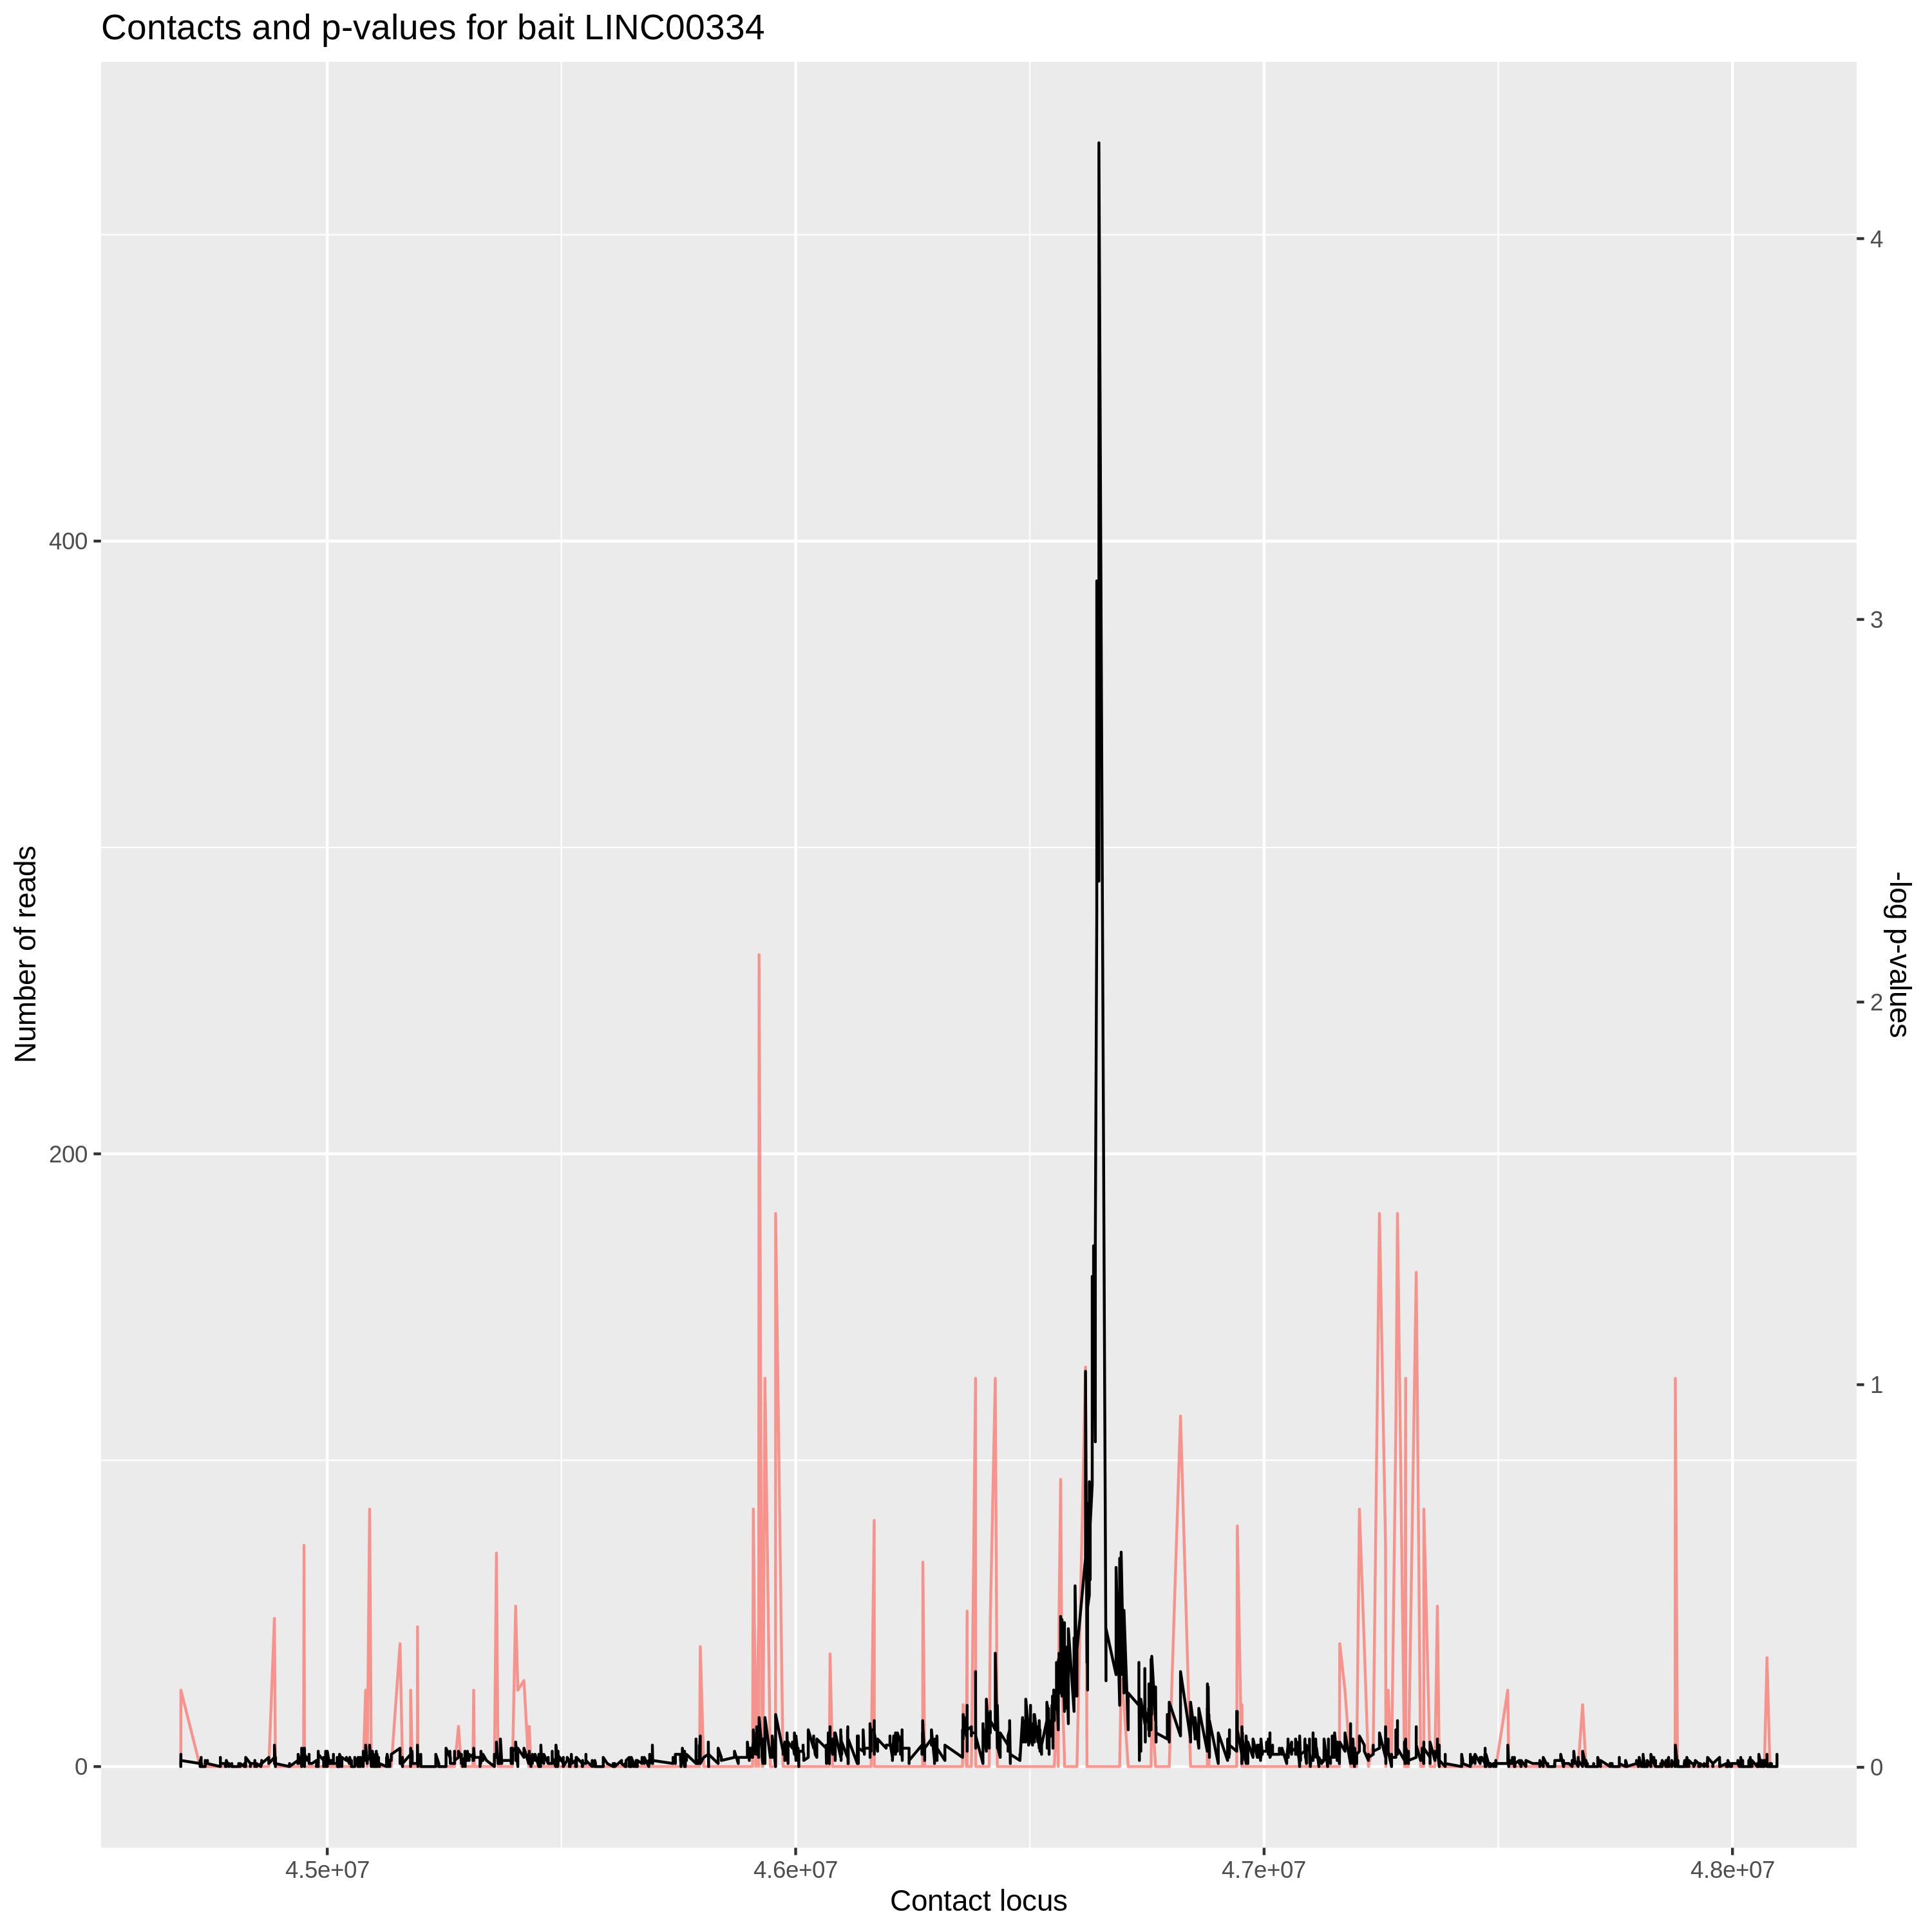 Contacts and p-values for bait LINC00334
Number of reads
400
200
0
4
3
2
1
0
-log p-values
4.5e+07
4.6e+07
4.7e+07
4.8e+07
Contact locus